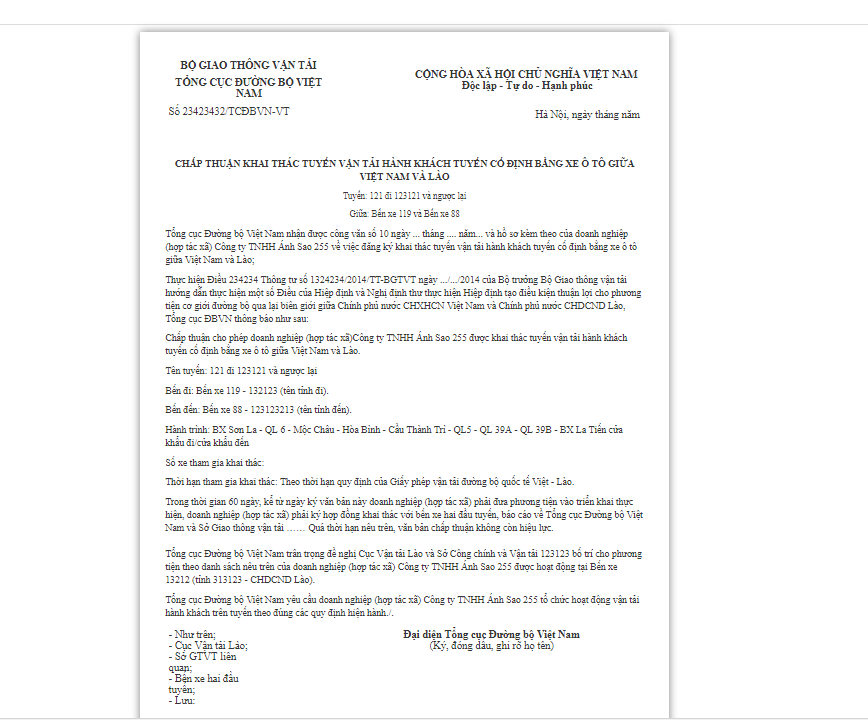 BỘ GIAO THÔNG VẬN TẢI
TỔNG CỤC ĐƯỜNG BỘ VIỆT
NAM
Số 23423432/TCĐBVN-VT
CỘNG HÒA XÃ HỘI CHỦ NGHĨA VIỆT NAM
Độc lập - Tự do - Hạnh phúc
Hà Nội, ngày tháng năm
CHẤP THUẬN KHAI THÁC TUYẾN VẬN TẢI HÀNH KHÁCH TUYẾN CỐ ĐỊNH BẰNG XE Ô TÔ GIỮA
VIỆT NAM VÀ LÀO
Tuyến: 121 đi 123121 và ngược lại
Giữa: Bến xe 119 và Bến xe 88
Tổng cục Đường bộ Việt Nam nhận được công văn số 10 ngày ... tháng .... năm... và hồ sơ kèm theo của doanh nghiệp
(hợp tác xã) Công ty TNHH Ánh Sao 255 về việc đăng ký khai thác tuyến vận tải hành khách tuyến cố định bằng xe ô tô
giữa Việt Nam và Lào;
Thực hiện Điều 234234 Thông tư số 1324234/2014/TT-BGTVT ngày .../.../2014 của Bộ trưởng Bộ Giao thông vận tải
hướng dẫn thực hiện một số Điều của Hiệp định và Nghị định thư thực hiện Hiệp định tạo điều kiện thuận lợi cho phương
tiện cơ giới đường bộ qua lại biên giới giữa Chính phủ nước CHXHCN Việt Nam và Chính phủ nước CHDCND Lào,
Tổng cục ĐBVN thông báo như sau:
Chấp thuận cho phép doanh nghiệp (hợp tác xã)Công ty TNHH Ánh Sao 255 được khai thác tuyến vận tải hành khách
tuyến cố định bằng xe ô tô giữa Việt Nam và Lào.
Tên tuyến: 121 đi 123121 và ngược lại
Bến đi: Bến xe 119 - 132123 (tên tỉnh đi).
Bến đến: Bến xe 88 - 123123213 (tên tỉnh đến).
Hành trình: BX Sơn La - QL 6 - Mộc Châu - Hòa Bình - Cầu Thành Trì - QL5 - QL 39A - QL 39B - BX La Tiến cửa
khẩu đi/cửa khẩu đến
Số xe tham gia khai thác:
Thời hạn tham gia khai thác: Theo thời hạn quy định của Giấy phép vận tải đường bộ quốc tế Việt - Lào.
Trong thời gian 60 ngày, kể từ ngày ký văn bản này doanh nghiệp (hợp tác xã) phải đưa phương tiện vào triển khai thực
hiện, doanh nghiệp (hợp tác xã) phải ký hợp đồng khai thác với bến xe hai đầu tuyến, báo cáo về Tổng cục Đường bộ Việt
Nam và Sở Giao thông vận tải …… Quá thời hạn nêu trên, văn bản chấp thuận không còn hiệu lực.
Tổng cục Đường bộ Việt Nam trân trọng đề nghị Cục Vận tải Lào và Sở Công chính và Vận tải 123123 bố trí cho phương
tiện theo danh sách nêu trên của doanh nghiệp (hợp tác xã) Công ty TNHH Ánh Sao 255 được hoạt động tại Bến xe
13212 (tỉnh 313123 - CHDCND Lào).
Tổng cục Đường bộ Việt Nam yêu cầu doanh nghiệp (hợp tác xã) Công ty TNHH Ánh Sao 255 tổ chức hoạt động vận tải
hành khách trên tuyến theo đúng các quy định hiện hành./.
- Như trên;
- Cục Vận tải Lào;
- Sở GTVT liên
quan;
- Bến xe hai đầu
tuyến;
- Lưu:
Đại diện Tổng cục Đường bộ Việt Nam
(Ký, đóng dấu, ghi rõ họ tên)